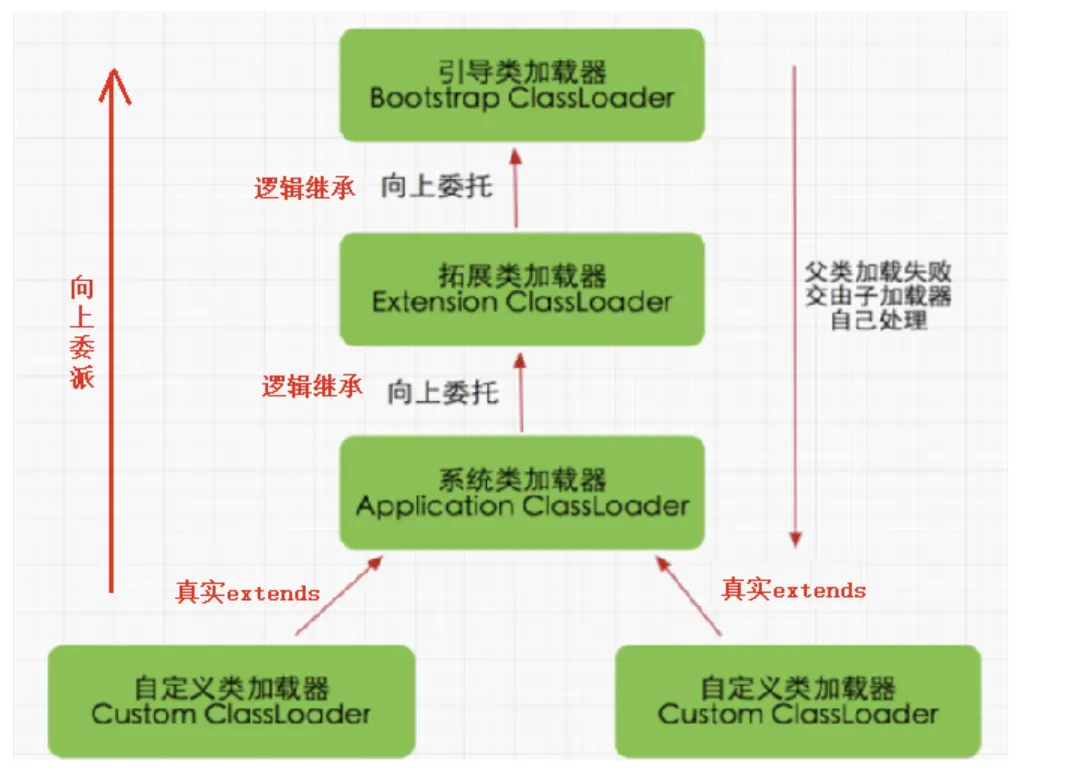 引导类加载器
Bootstrap ClassLoader
逻辑继承 向上委托
拓展类加载器
Extension ClassLoader
父类加载失败
交由子加载器
自己处理
向
上
委
派
逻辑继承 向上委托
系统类加载器
Application ClassLoader
真实extends
真实extends
自定义类加载器
Custom ClassLoader
自定义类加载器
Custom ClassLoader